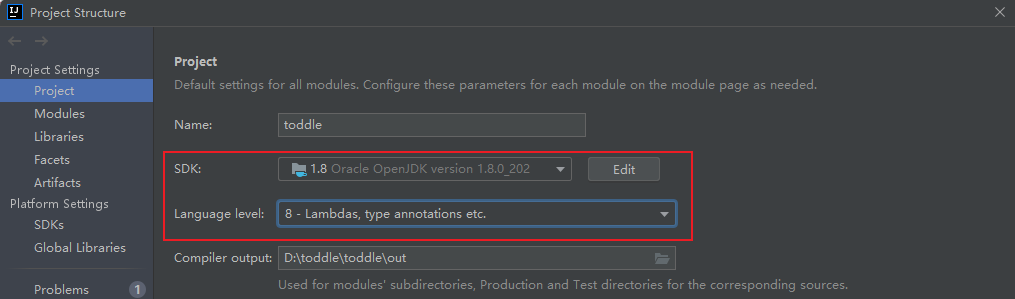 Project Structure
Project Settings
Project
Modules
Libraries
Facets
Artifacts
Platform Settings
SDKs
Global Libraries
Problems 1
Project
Default settings for all modules. Configure these parameters for each module on the module page as needed.
Name: toddle
SDK: 1.8 Oracle OpenJDK version 1.8.0_202 Edit
Language level: 8 - Lambdas, type annotations etc.
Compiler output: D:\toddle\toddle\out
Used for modules' subdirectories, Production and Test directories for the corresponding sources.